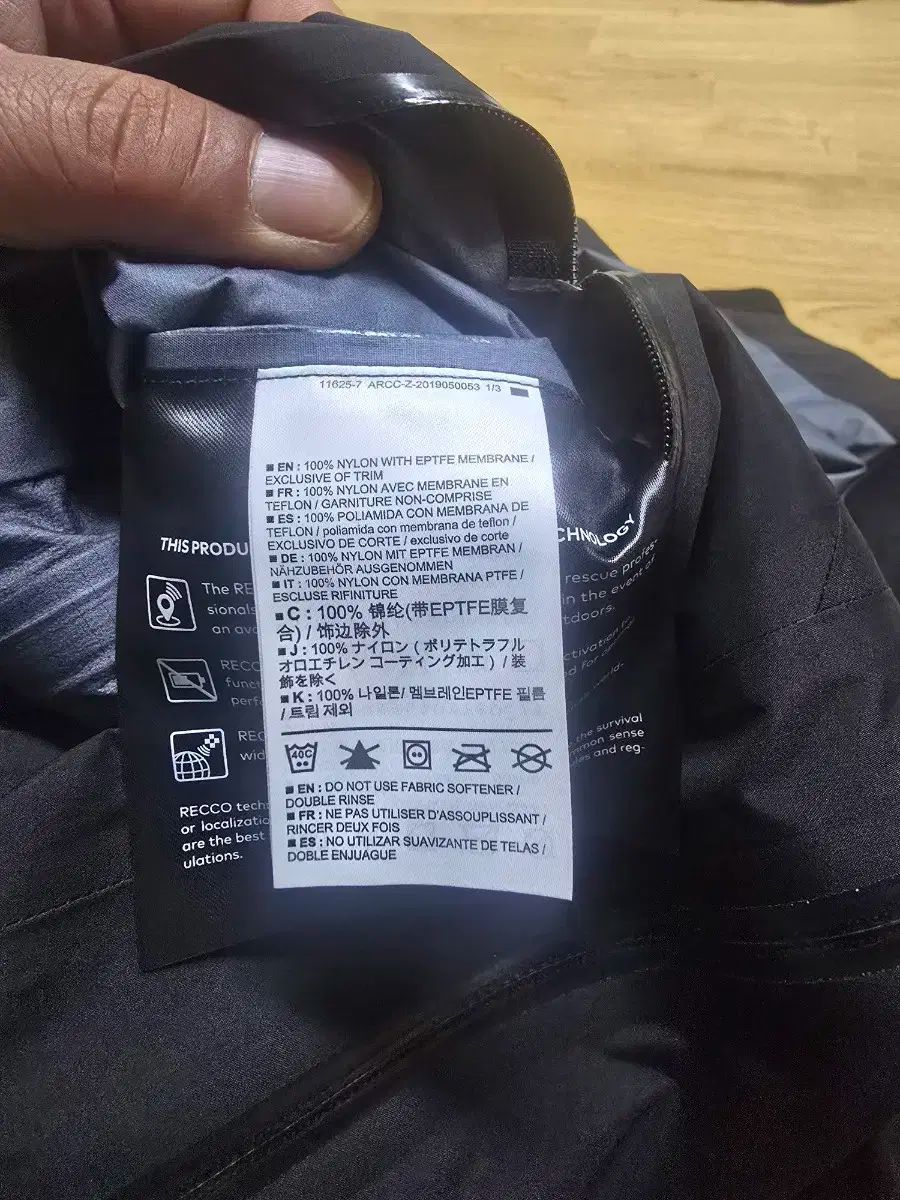 11625-7 ARCC-Z-2019050053 1/3
■ EN : 100% NYLON WITH EPTFE MEMBRANE /
EXCLUSIVE OF TRIM
■ FR : 100% NYLON AVEC MEMBRANE EN
TEFLON / GARNITURE NON-COMPRISE
■ ES : 100% POLIAMIDA CON MEMBRANA DE
TEFLON / poliamida con membrana de teflon /
EXCLUSIVO DE CORTE / exclusivo de corte
■ DE : 100% NYLON MIT EPTFE MEMBRAN /
NÄHZUBEHÖR AUSGENOMMEN
■ IT : 100% NYLON CON MEMBRANA PTFE /
ESCLUSE RIFINITURE
■ C : 100% 锦纶(带EPTFE膜复
合) / 饰边除外
■ J : 100% ナイロン ( ポリテトラフル
オロエチレン コーティング加工 ) / 装
飾を除く
■ K : 100% 나일론/ 멤브레인EPTFE 필름
/ 트림 제외
40C
■ EN : DO NOT USE FABRIC SOFTENER /
DOUBLE RINSE
■ FR : NE PAS UTILISER D'ASSOUPLISSANT /
RINCER DEUX FOIS
■ ES : NO UTILIZAR SUAVIZANTE DE TELAS /
DOBLE ENJUAGUE
THIS PRODU
CHNOLOGY
The RE
rescue profes-
sionals
in the event of
an ava
tdoors.
RECC
funct
perf
REC
wid
RECCO tech
the survival
or localizatio
mmon sense
are the best
and reg-
ulations.